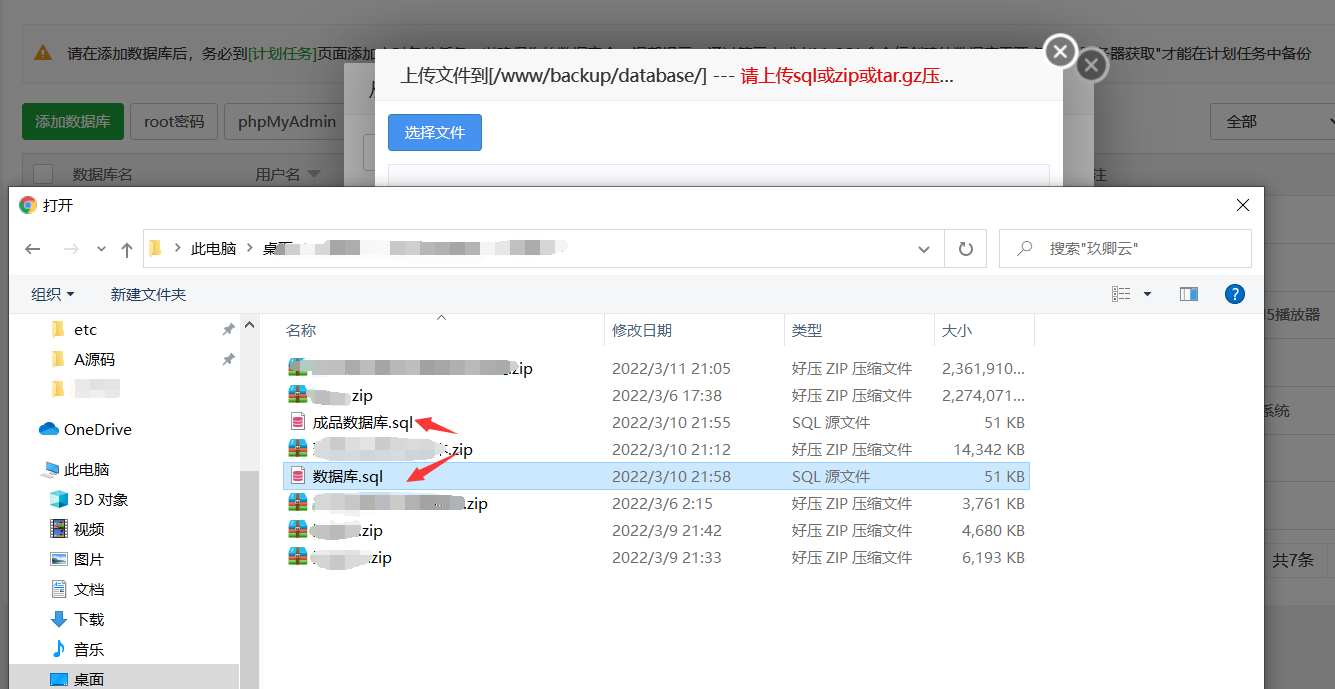 请在添加数据库后，务必到[计划任务]页面添加
务器获取"才能在计划任务中备份
上传文件到[/www/backup/database/] --- 请上传sql或zip或tar.gz压...
添加数据库 root密码 phpMyAdmin 全部
选择文件
数据库名 用户名 注
打开
此电脑 桌面 搜索"玖卿云"
组织 新建文件夹
5播放器
etc
A源码
OneDrive
此电脑
3D 对象
视频
图片
文档
下载
音乐
桌面
名称 修改日期 类型 大小
.zip 2022/3/11 21:05 好压 ZIP 压缩文件 2,361,910...
.zip 2022/3/6 17:38 好压 ZIP 压缩文件 2,274,071...
成品数据库.sql 2022/3/10 21:55 SQL 源文件 51 KB
.zip 2022/3/10 21:12 好压 ZIP 压缩文件 14,342 KB
数据库.sql 2022/3/10 21:58 SQL 源文件 51 KB
.zip 2022/3/6 2:15 好压 ZIP 压缩文件 3,761 KB
.zip 2022/3/9 21:42 好压 ZIP 压缩文件 4,680 KB
.zip 2022/3/9 21:33 好压 ZIP 压缩文件 6,193 KB
系统
共7条